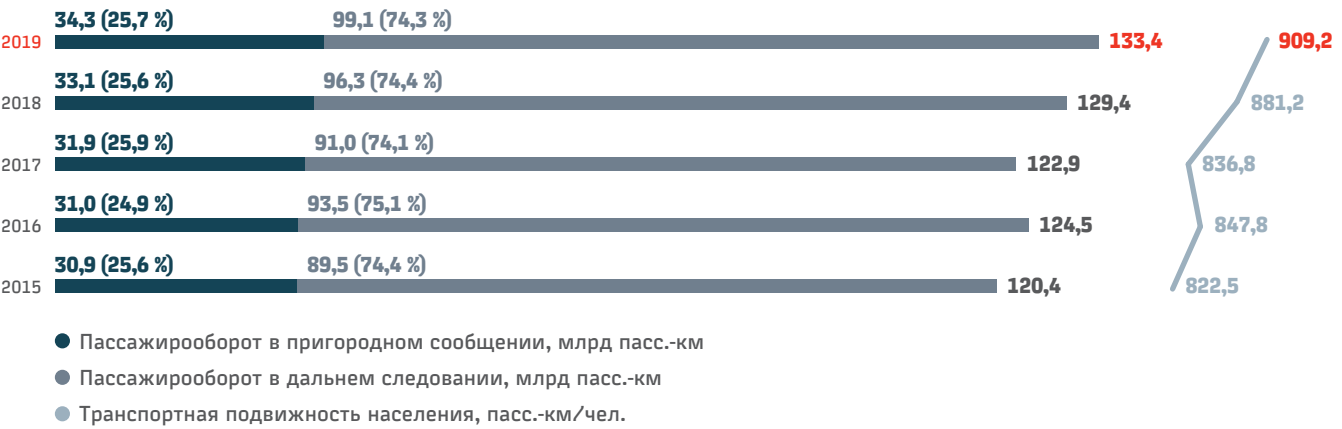 34,3 (25,7 %) 99,1 (74,3 %)
2019 133,4 909,2
33,1 (25,6 %) 96,3 (74,4 %)
2018 129,4 881,2
31,9 (25,9 %) 91,0 (74,1 %)
2017 122,9 836,8
31,0 (24,9 %) 93,5 (75,1 %)
2016 124,5 847,8
30,9 (25,6 %) 89,5 (74,4 %)
2015 120,4 822,5
Пассажирооборот в пригородном сообщении, млрд пасс.-км
Пассажирооборот в дальнем следовании, млрд пасс.-км
Транспортная подвижность населения, пасс.-км/чел.